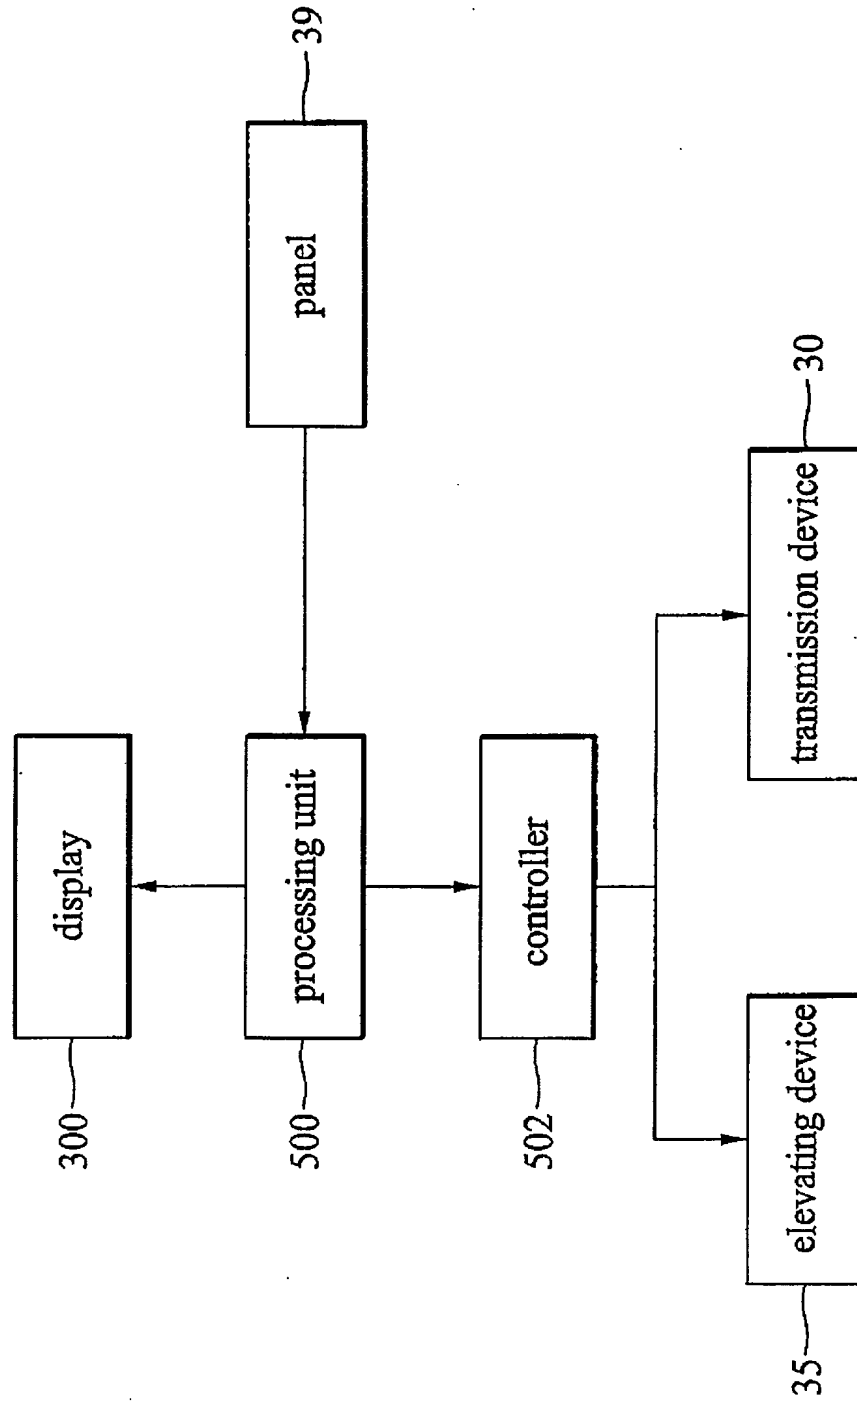 display
300
processing unit
500
panel
39
controller
502
elevating device
35
transmission device
30